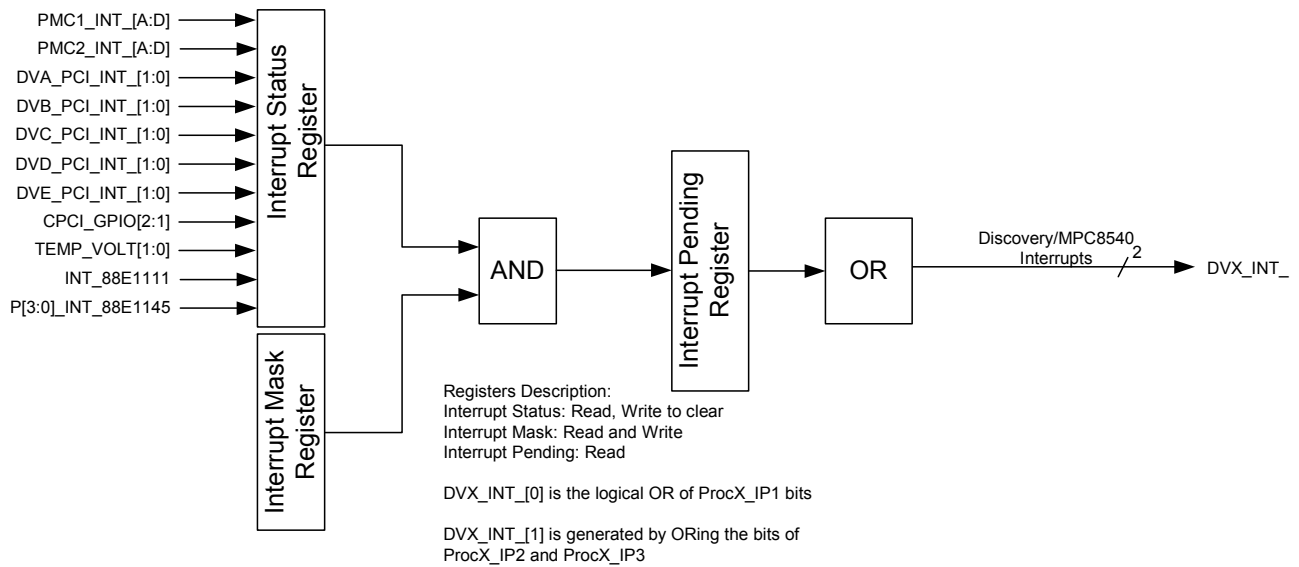 PMC1_INT_[A:D]
PMC2_INT_[A:D]
DVA_PCI_INT_[1:0]
DVB_PCI_INT_[1:0]
DVC_PCI_INT_[1:0]
DVD_PCI_INT_[1:0]
DVE_PCI_INT_[1:0]
CPCI_GPIO[2:1]
TEMP_VOLT[1:0]
INT_88E1111
P[3:0]_INT_88E1145
Interrupt Status
Register
Interrupt Mask
Register
AND
Interrupt Pending
Register
OR
Discovery/MPC8540
Interrupts
2
DVX_INT_
Registers Description:
Interrupt Status: Read, Write to clear
Interrupt Mask: Read and Write
Interrupt Pending: Read
DVX_INT_[0] is the logical OR of ProcX_IP1 bits
DVX_INT_[1] is generated by ORing the bits of
ProcX_IP2 and ProcX_IP3